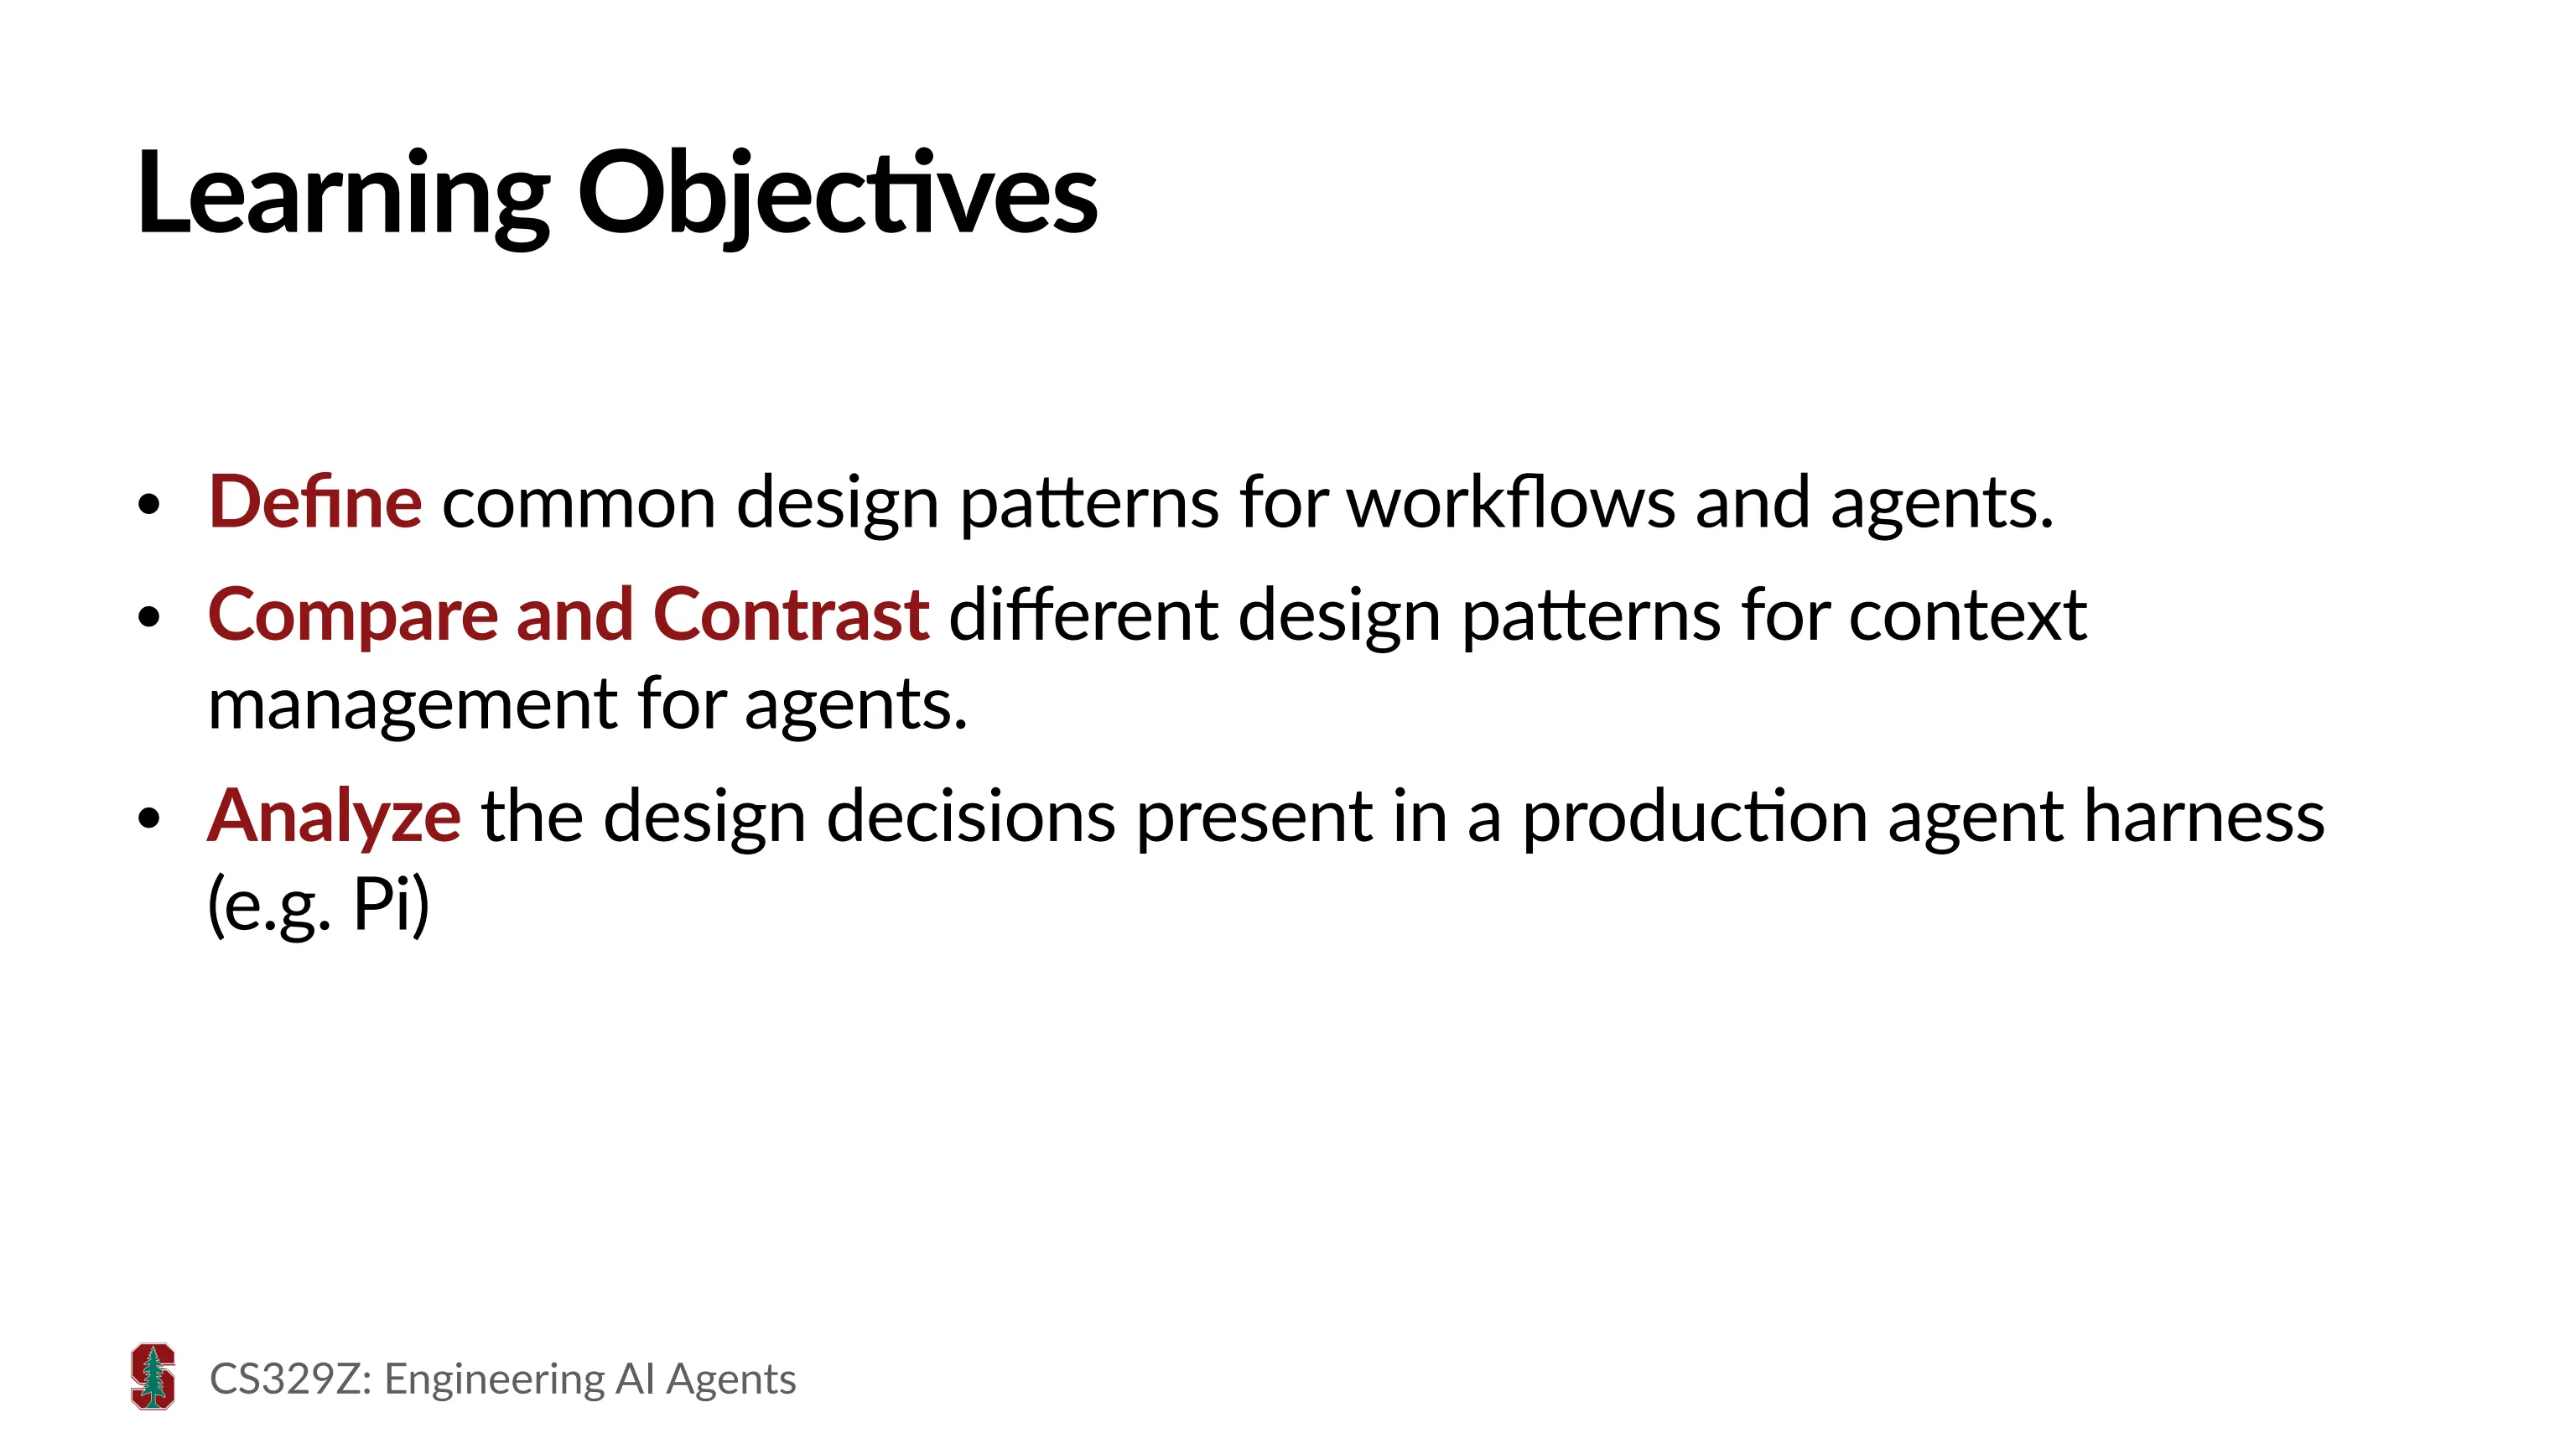 Learning Objectives
• Define common design patterns for workflows and agents.
• Compare and Contrast different design patterns for context
management for agents.
• Analyze the design decisions present in a production agent harness
(e.g. Pi)
CS329Z: Engineering AI Agents